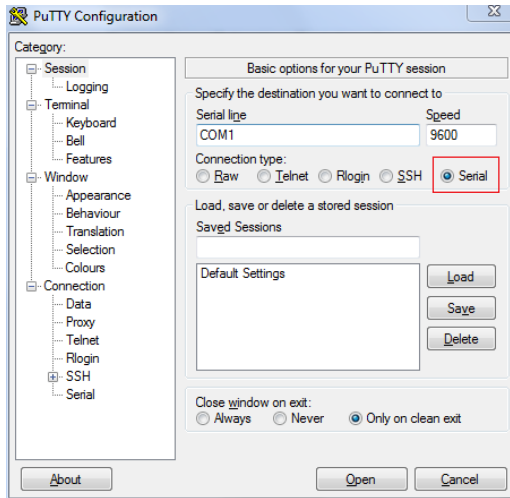 PuTTY Configuration
Category:
Session
Logging
Terminal
Keyboard
Bell
Features
Window
Appearance
Behaviour
Translation
Selection
Colours
Connection
Data
Proxy
Telnet
Rlogin
SSH
Serial
Basic options for your PuTTY session
Specify the destination you want to connect to
Serial line Speed
COM1 9600
Connection type:
Raw Telnet Rlogin SSH Serial
Load, save or delete a stored session
Saved Sessions
Default Settings
Load
Save
Delete
Close window on exit:
Always Never Only on clean exit
About Open Cancel